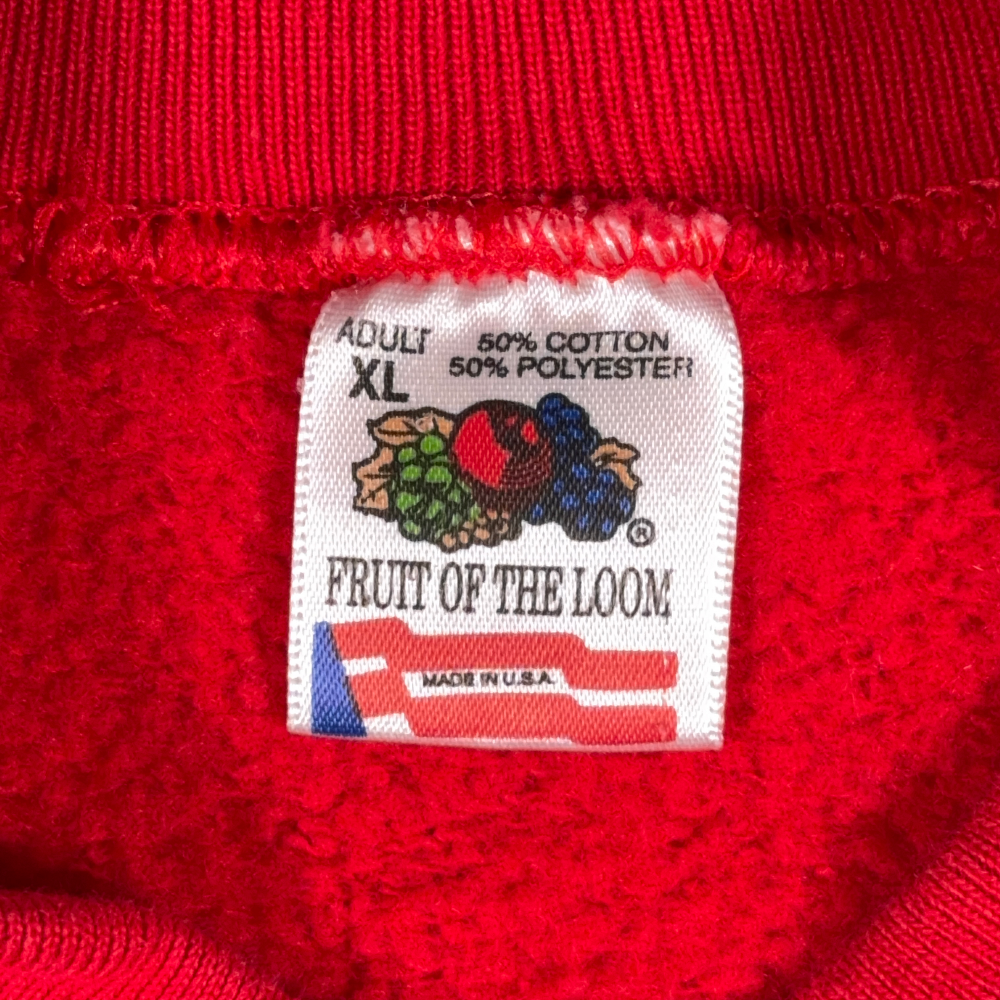 ADULT
XL
50% COTTON
50% POLYESTER
®
FRUIT OF THE LOOM
MADE IN U.S.A.